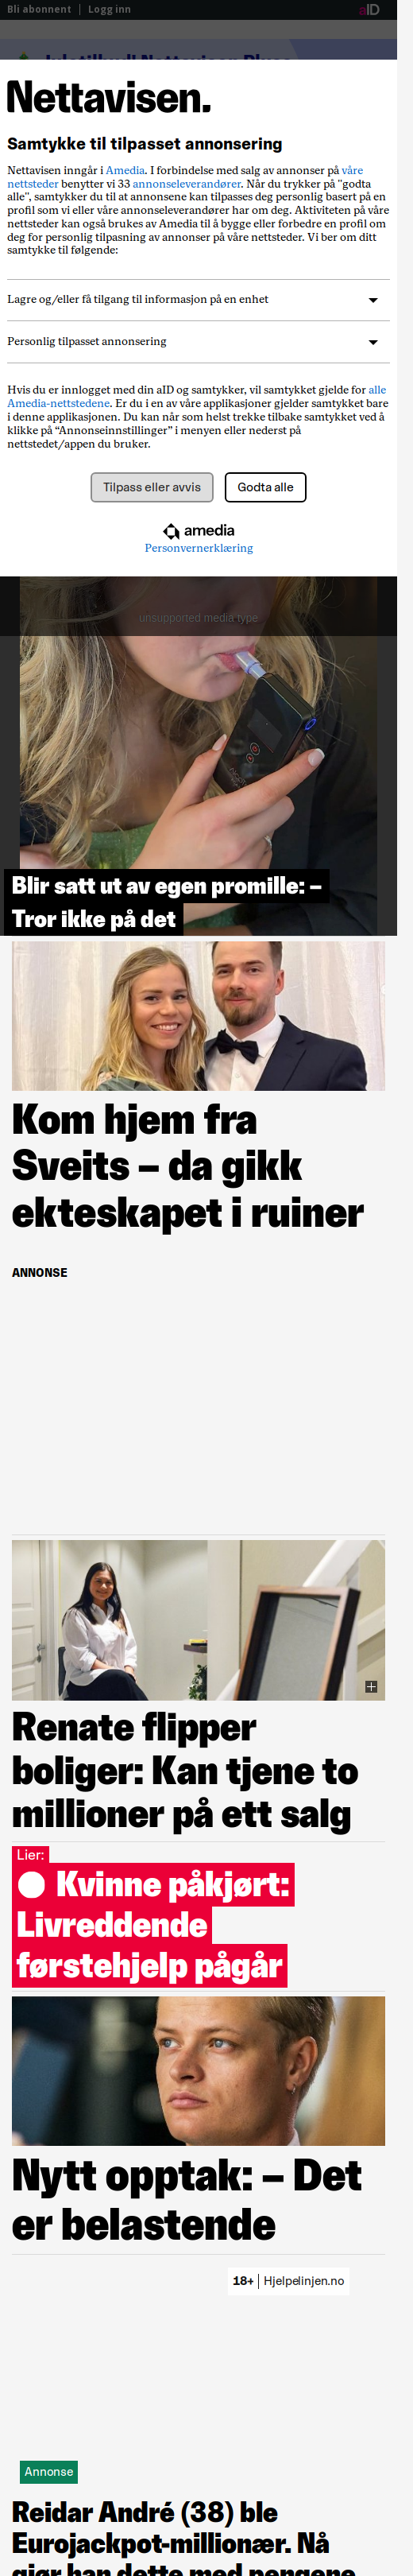 Bli abonnent | Logg inn
aID
Nettavisen.
Samtykke til tilpasset annonsering
Nettavisen inngår i Amedia. I forbindelse med salg av annonser på våre
nettsteder benytter vi 33 annonseleverandører. Når du trykker på "godta
alle", samtykker du til at annonsene kan tilpasses deg personlig basert på en
profil som vi eller våre annonseleverandører har om deg. Aktiviteten på våre
nettsteder kan også brukes av Amedia til å bygge eller forbedre en profil om
deg for personlig tilpasning av annonser på våre nettsteder. Vi ber om ditt
samtykke til følgende:
Lagre og/eller få tilgang til informasjon på en enhet
Personlig tilpasset annonsering
Hvis du er innlogget med din aID og samtykker, vil samtykket gjelde for alle
Amedia-nettstedene. Er du i en av våre applikasjoner gjelder samtykket bare
i denne applikasjonen. Du kan når som helst trekke tilbake samtykket ved å
klikke på “Annonseinnstillinger” i menyen eller nederst på
nettstedet/appen du bruker.
Tilpass eller avvis
Godta alle
amedia
Personvernerklæring
unsupported media type
Blir satt ut av egen promille: –
Tror ikke på det
Kom hjem fra
Sveits – da gikk
ekteskapet i ruiner
ANNONSE
Renate flipper
boliger: Kan tjene to
millioner på ett salg
Lier:
Kvinne påkjørt:
Livreddende
førstehjelp pågår
Nytt opptak: – Det
er belastende
18+ | Hjelpelinjen.no
Annonse
Reidar André (38) ble
Eurojackpot-millionær. Nå
gjør han dette med pengene